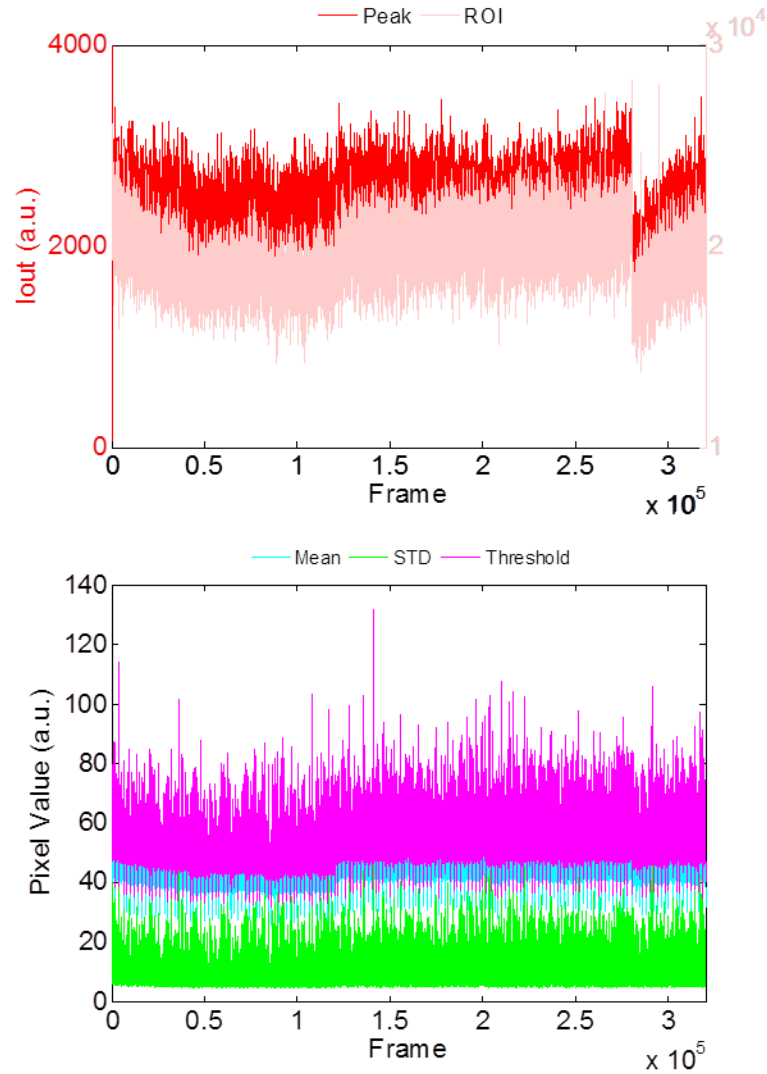 Peak ROI
x 10^4
4000 3
Iout (a.u.)
2000 2
0 1
0 0.5 1 1.5 2 2.5 3
Frame
x 10^5
Mean STD Threshold
140
120
100
80
Pixel Value (a.u.)
60
40
20
0
0 0.5 1 1.5 2 2.5 3
Frame
x 10^5